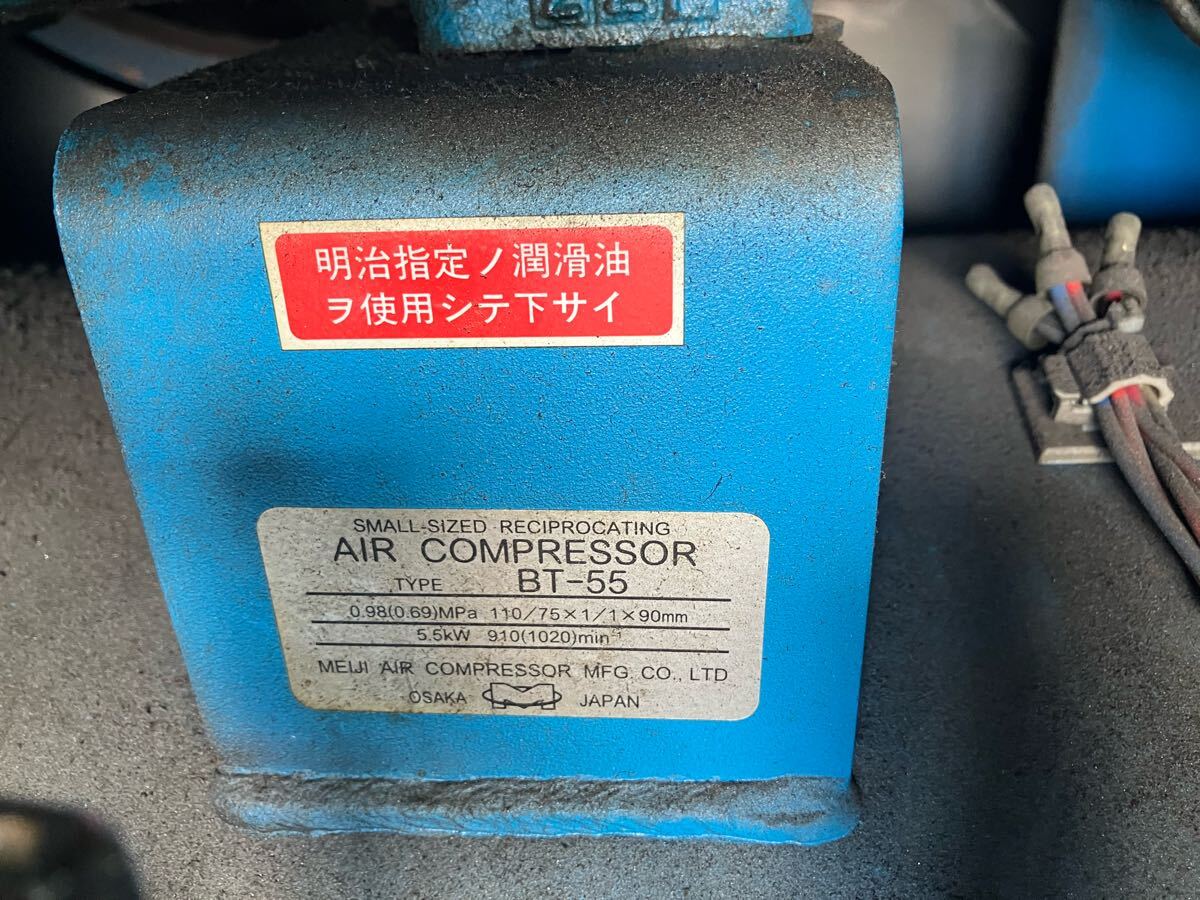 明治指定ノ潤滑油
ヲ使用シテ下サイ
SMALL-SIZED RECIPROCATING
AIR COMPRESSOR
TYPE BT-55
0.98(0.69)MPa 110/75×1/1×90mm
5.5kW 910(1020)min⁻¹
MEIJI AIR COMPRESSOR MFG. CO., LTD
OSAKA JAPAN